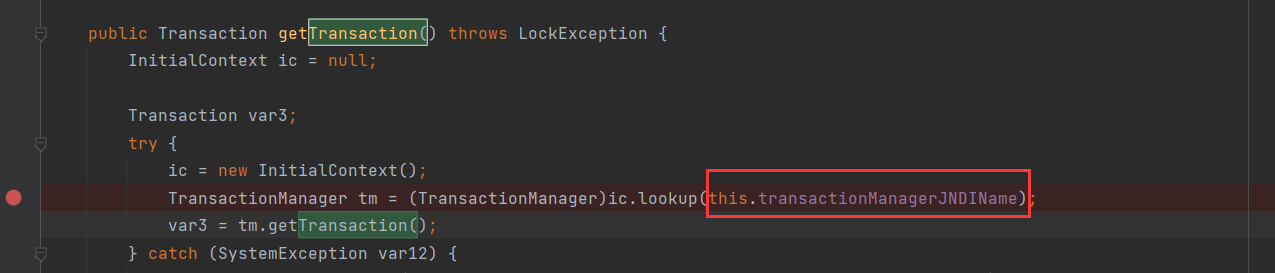 public Transaction getTransaction() throws LockException {
InitialContext ic = null;
Transaction var3;
try {
ic = new InitialContext();
TransactionManager tm = (TransactionManager)ic.lookup(this.transactionManagerJNDIName);
var3 = tm.getTransaction();
} catch (SystemException var12) {